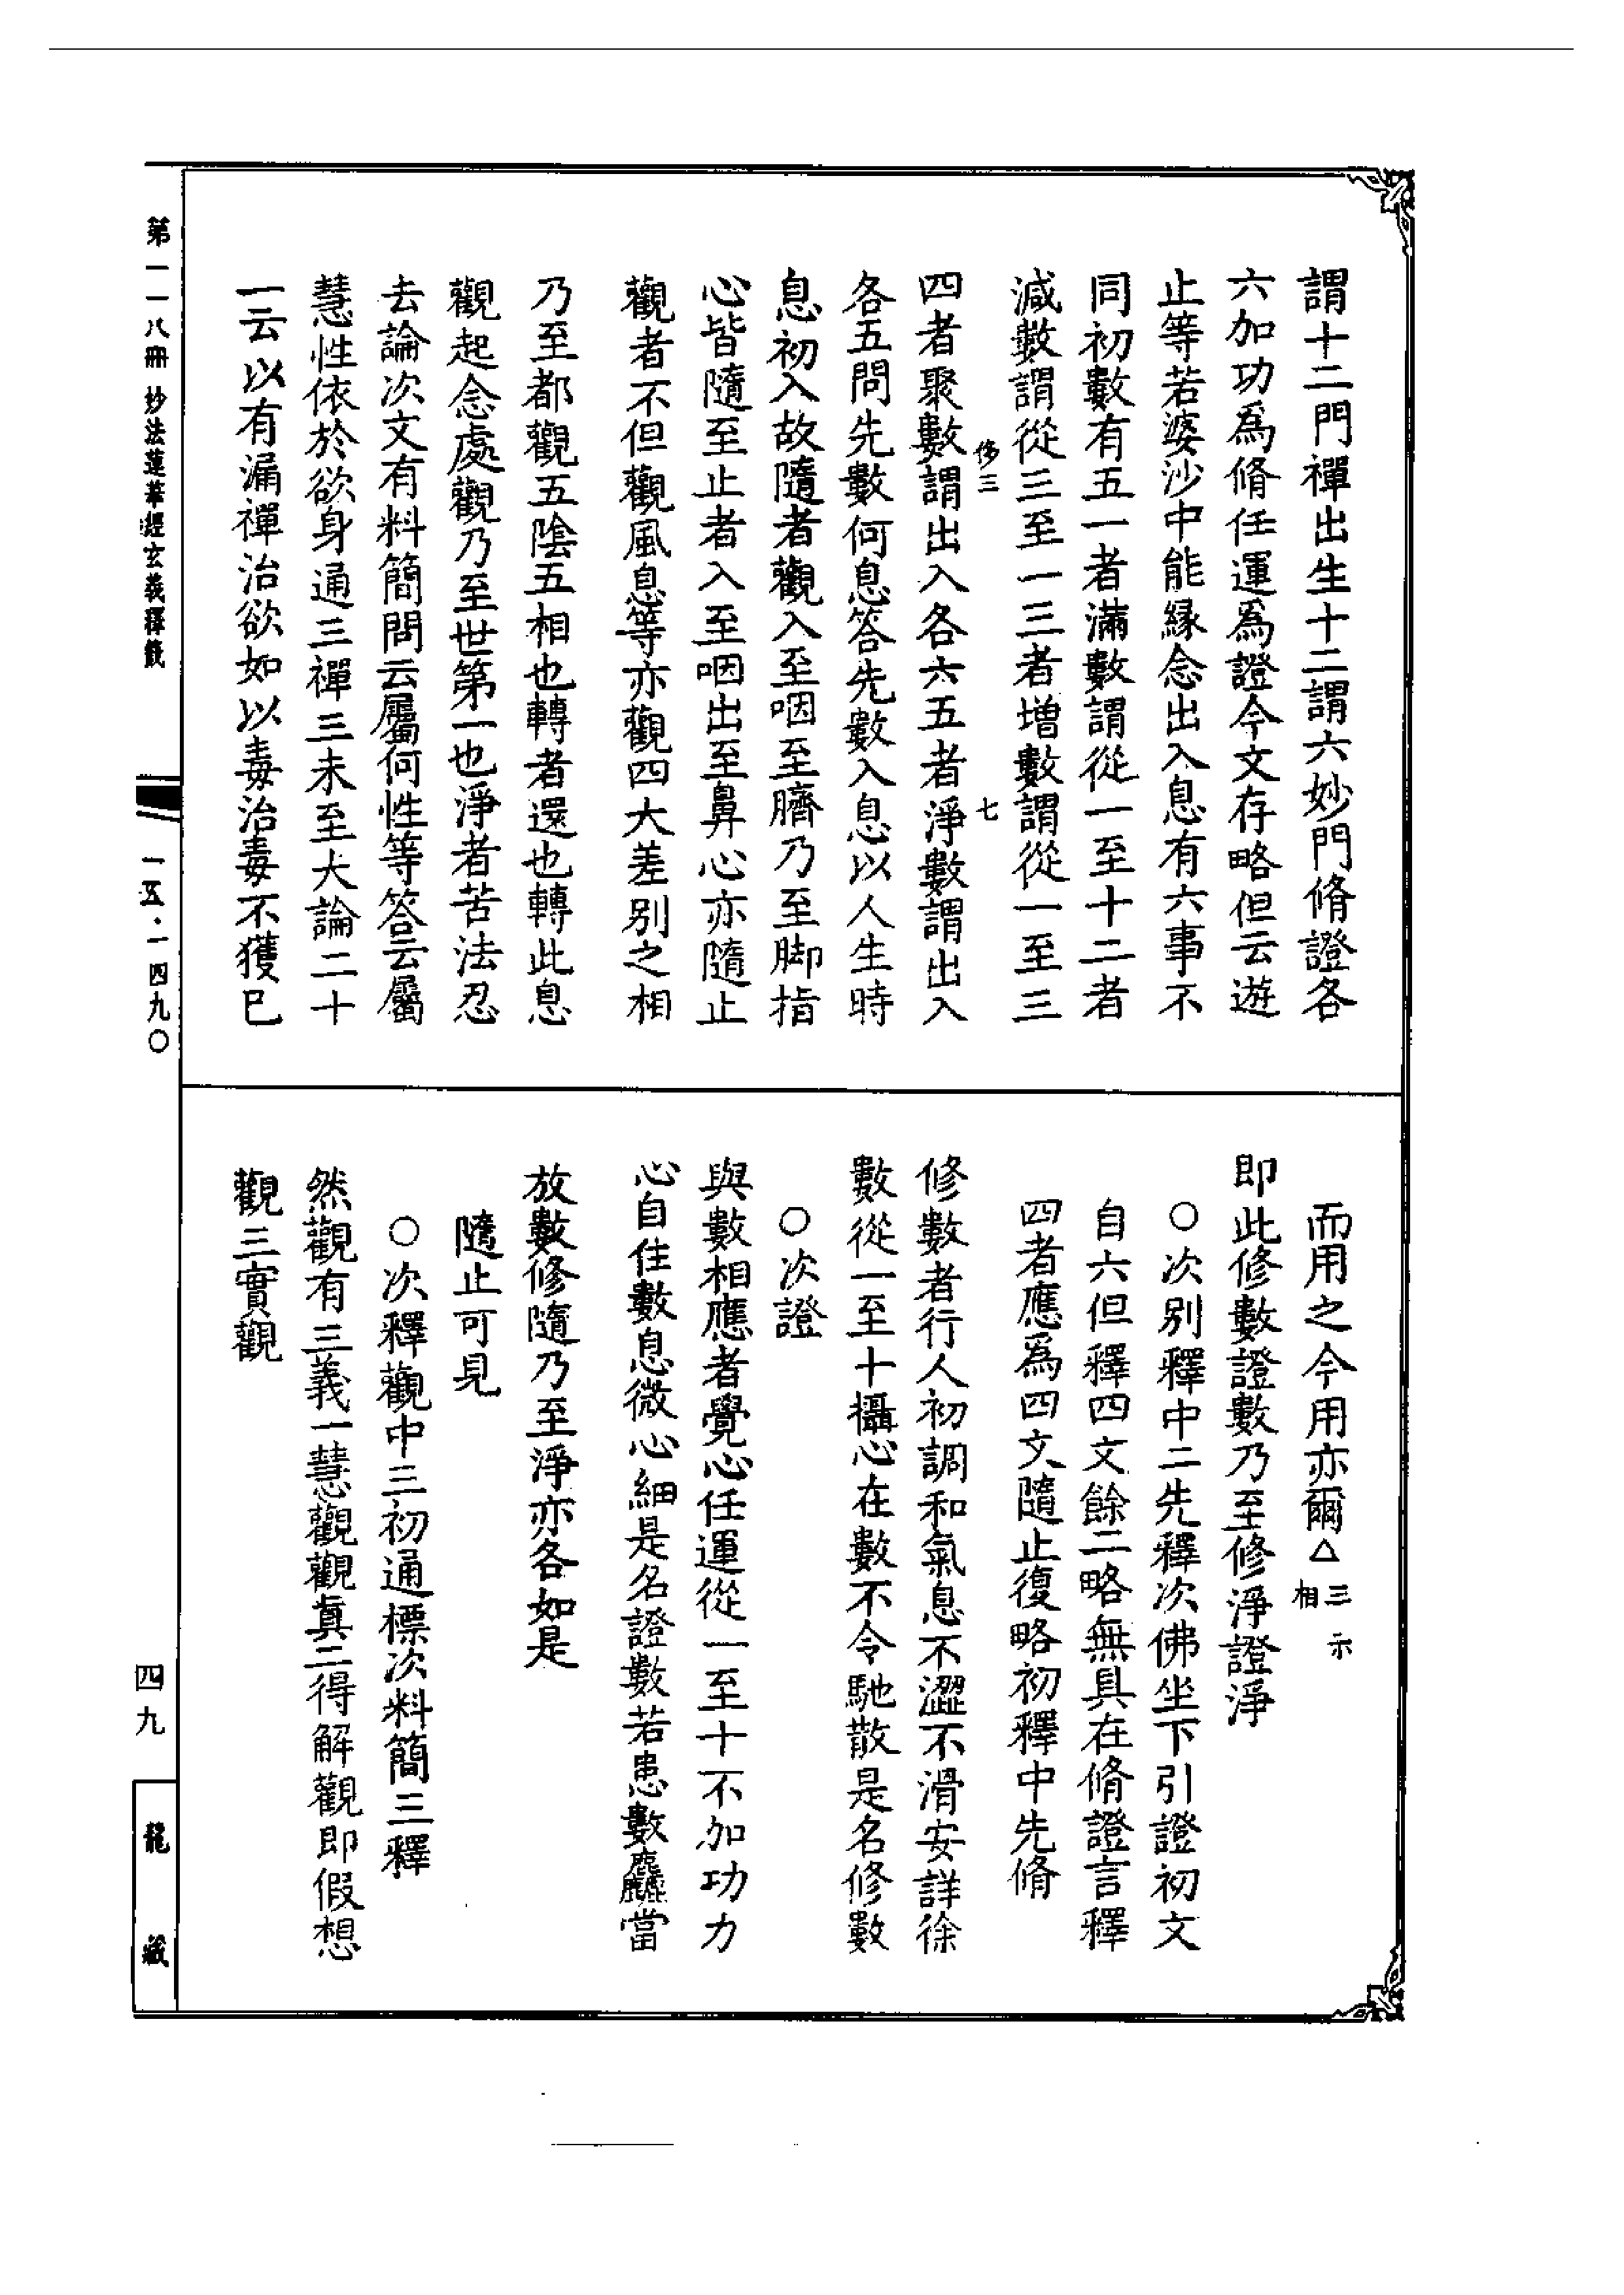 謂十二門禪出生十二謂六妙門脩證各
六加功爲脩任運爲證今文存略但云遊
止等若婆沙中能緣念出入息有六事不
同初數有五一者滿數謂從一至十二者
減數謂從三至一三者增數謂從一至三
四者聚數謂出入各六五者淨數謂出入
各五問先數何息答先數入息以人生時
息初入故隨者觀入至咽至臍乃至脚指
心皆隨至止者入至咽出至鼻心亦隨止
觀者不但觀風息等亦觀四大差別之相
乃至都觀五陰五相也轉者還也轉此息
觀起念處觀乃至世第一也淨者苦法忍
去論次文有料簡問云屬何性等答云屬
慧性依於欲身通三禪三未至大論二十
一云以有漏禪治欲如以毒治毒不獲已
而用之今用亦爾△三示相
即此修數證數乃至修淨證淨
○次別釋中二先釋次佛坐下引證初文
自六但釋四文餘二略無具在脩證言釋
四者應爲四文隨止復略初釋中先脩
修數者行人初調和氣息不澀不滑安詳徐
數從一至十攝心在數不令馳散是名修數
○次證
與數相應者覺心任運從一至十不加功力
心自住數息微心細是名證數若患數麤當
放數修隨乃至淨亦各如是
隨止可見
○次釋觀中三初通標次料簡三釋
然觀有三義一慧觀觀眞二得解觀即假想
觀三實觀
第一一八冊 妙法蓮華經玄義釋籤
一五·一四九〇
四九
龍藏
七